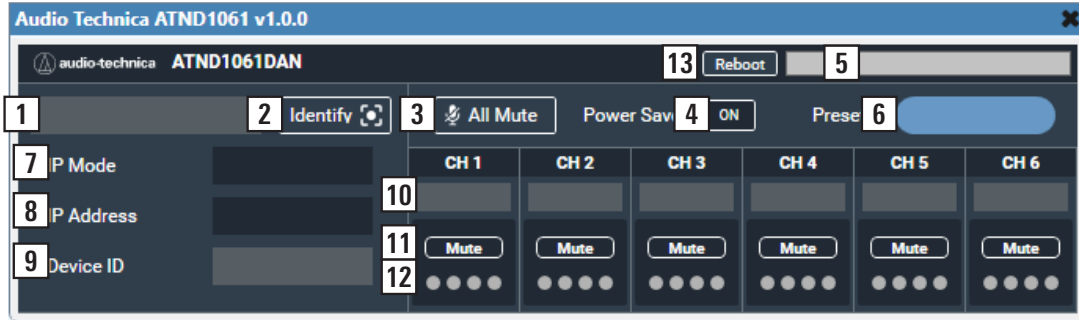 Audio Technica ATND1061 v1.0.0
audio-technica ATND1061DAN 13 Reboot 5
1 2 Identify 3 All Mute Power Sav 4 ON Prese 6
7 IP Mode CH 1 CH 2 CH 3 CH 4 CH 5 CH 6
10
8 IP Address
11 Mute Mute Mute Mute Mute Mute
9 Device ID
12